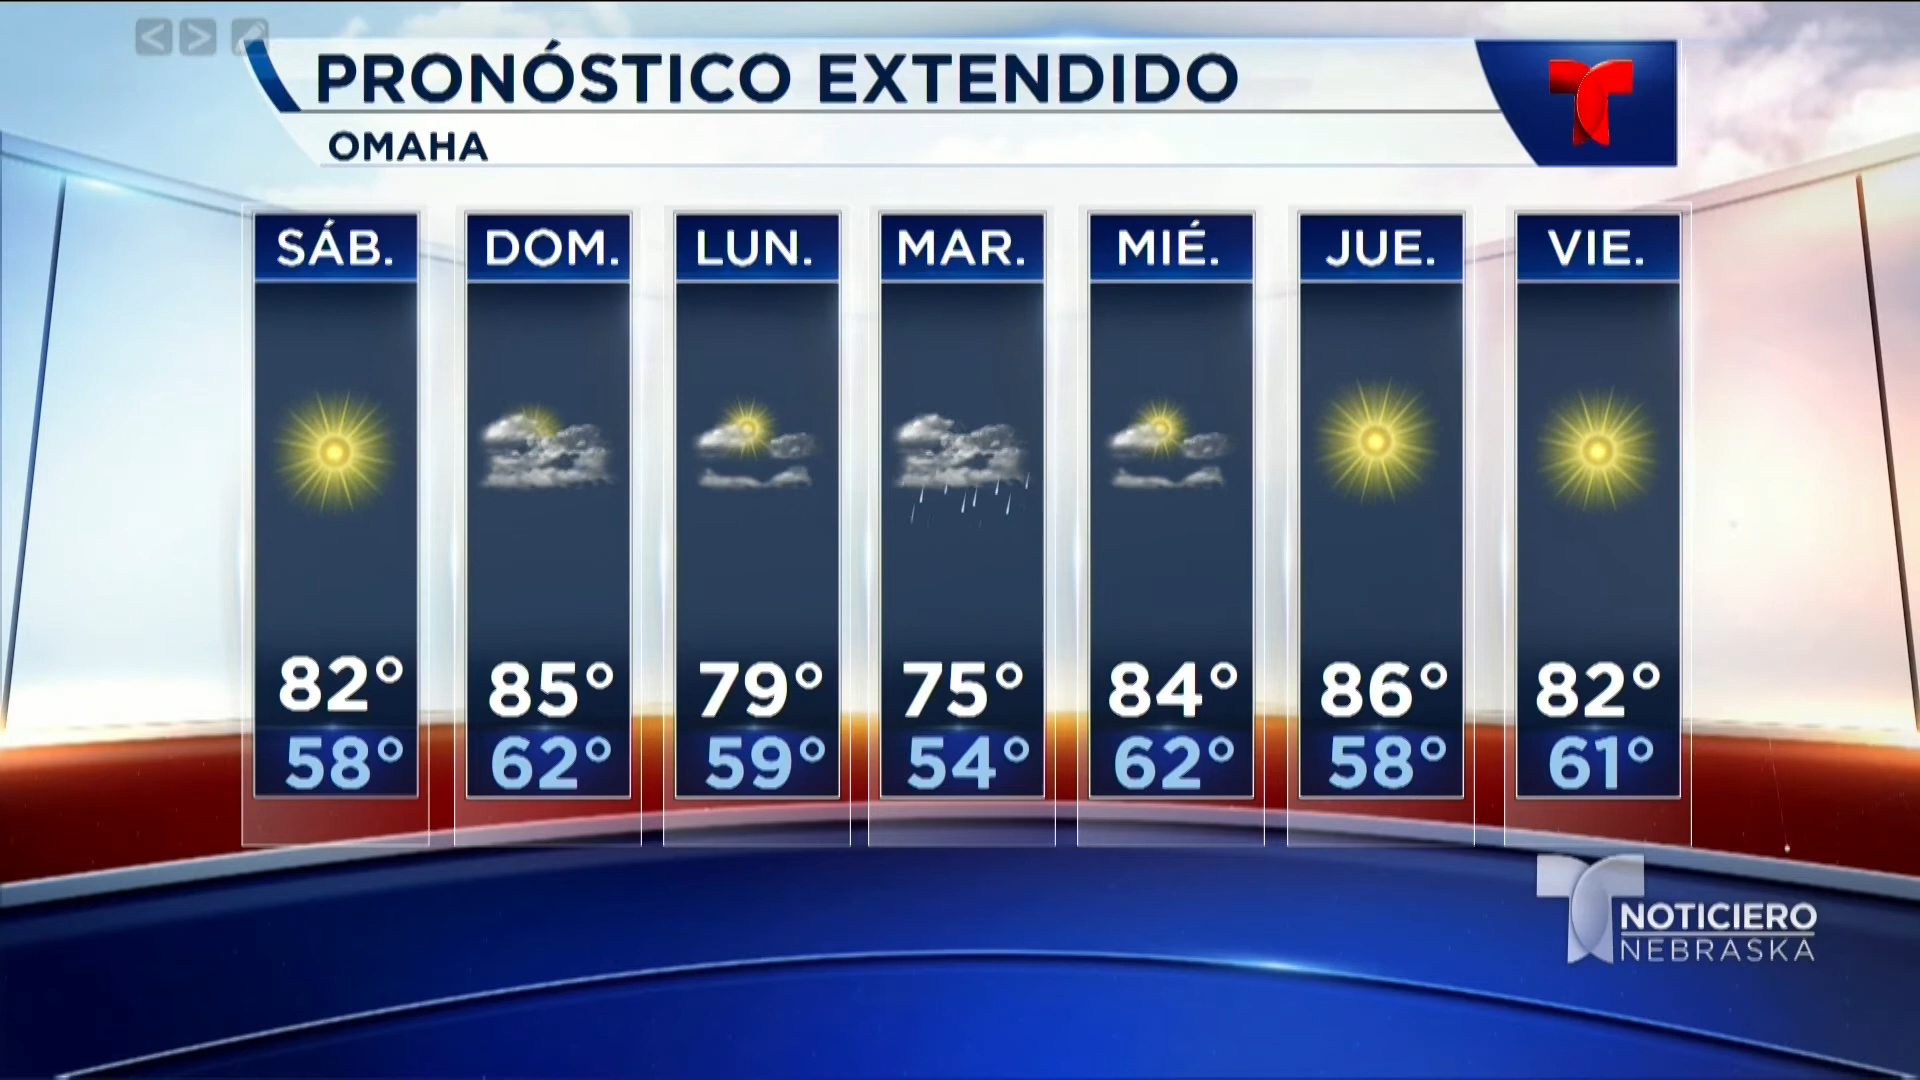 PRONÓSTICO EXTENDIDO
OMAHA
SÁB. DOM. LUN. MAR. MIÉ. JUE. VIE.
82° 85° 79° 75° 84° 86° 82°
58° 62° 59° 54° 62° 58° 61°
NOTICIERO
NEBRASKA